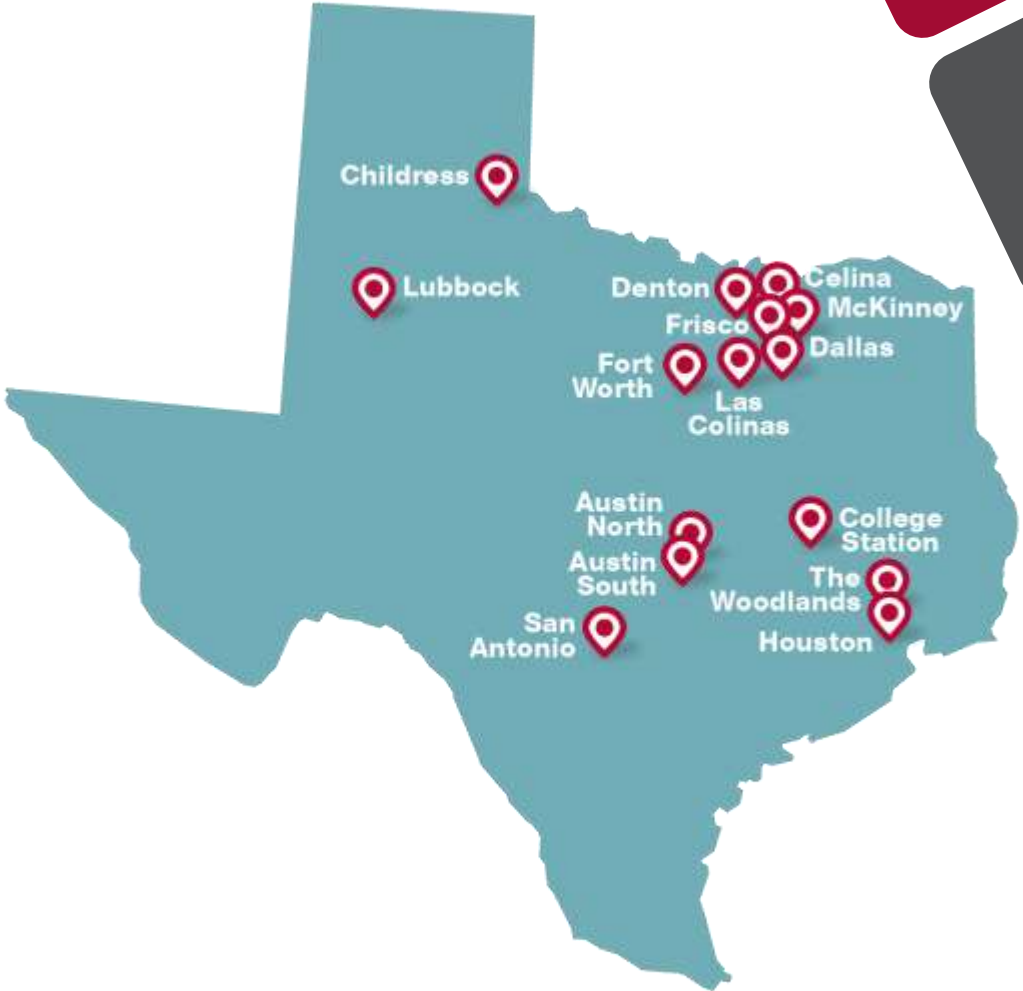 Childress
Lubbock
Denton
Celina
McKinney
Frisco
Dallas
Fort
Worth
Las
Colinas
Austin
North
Austin
South
College
Station
The
Woodlands
San
Antonio
Houston